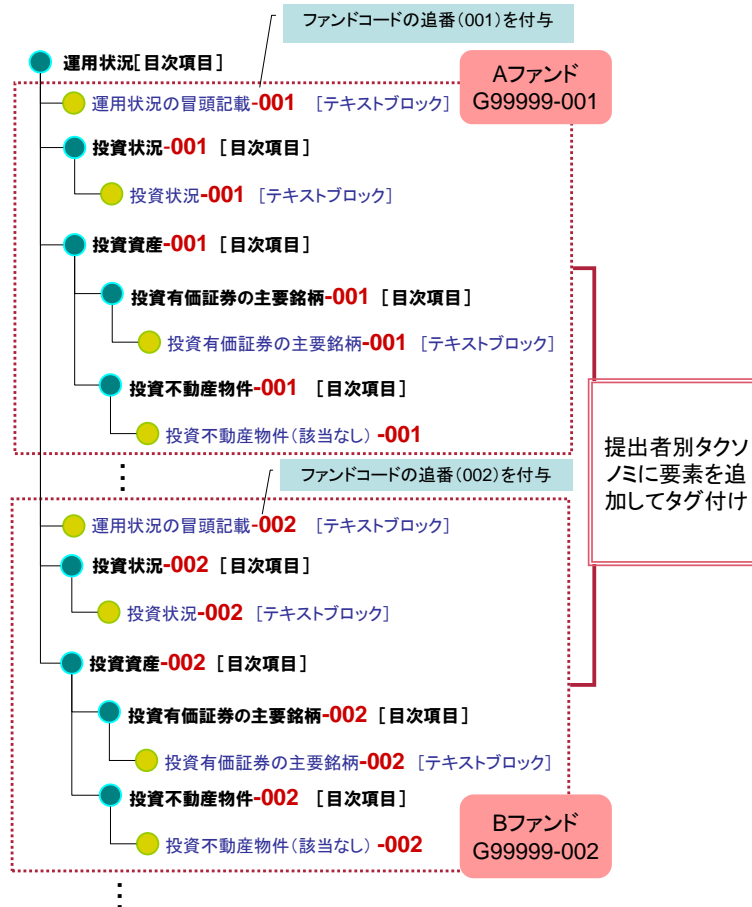 ファンドコードの追番(001)を付与
運用状況[目次項目]
Aファンド
G99999-001
運用状況の冒頭記載-001 [テキストブロック]
投資状況-001 [目次項目]
投資状況-001 [テキストブロック]
投資資産-001 [目次項目]
投資有価証券の主要銘柄-001 [目次項目]
投資有価証券の主要銘柄-001 [テキストブロック]
投資不動産物件-001 [目次項目]
投資不動産物件(該当なし) -001
提出者別タクソ
ノミに要素を追
加してタグ付け
ファンドコードの追番(002)を付与
運用状況の冒頭記載-002 [テキストブロック]
投資状況-002 [目次項目]
投資状況-002 [テキストブロック]
投資資産-002 [目次項目]
投資有価証券の主要銘柄-002 [目次項目]
投資有価証券の主要銘柄-002 [テキストブロック]
投資不動産物件-002 [目次項目]
投資不動産物件(該当なし) -002
Bファンド
G99999-002